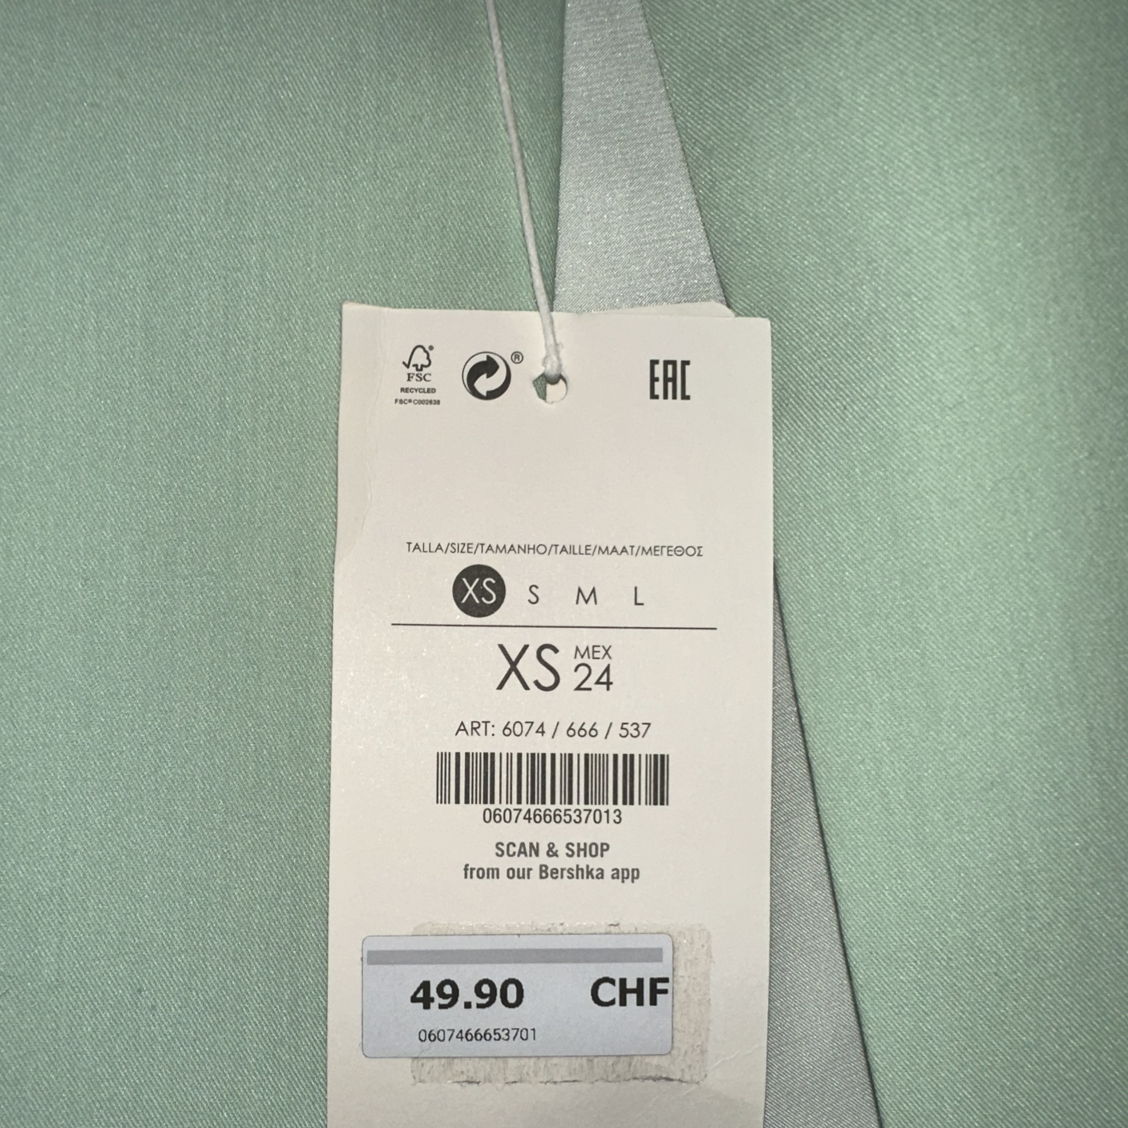 FSC
RECYCLED
FSC® C002638
®
EAC
TALLA/SIZE/TAMANHO/TAILLE/MAAT/ΜΕΓΕΘΟΣ
XS S M L
XS MEX 24
ART: 6074 / 666 / 537
06074666537013
SCAN & SHOP
from our Bershka app
49.90 CHF
0607466653701